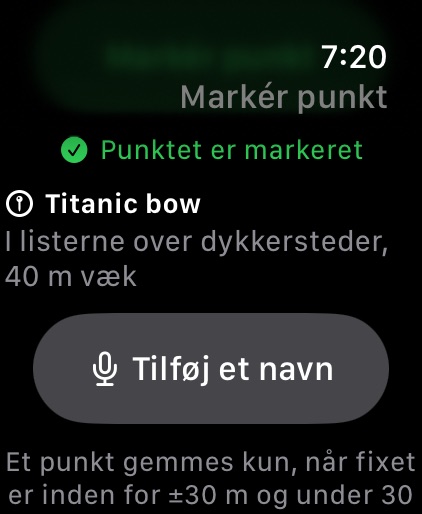 7:20
Markér punkt
Punktet er markeret
Titanic bow
I listerne over dykkersteder,
40 m væk
Tilføj et navn
Et punkt gemmes kun, når fixet
er inden for ±30 m og under 30